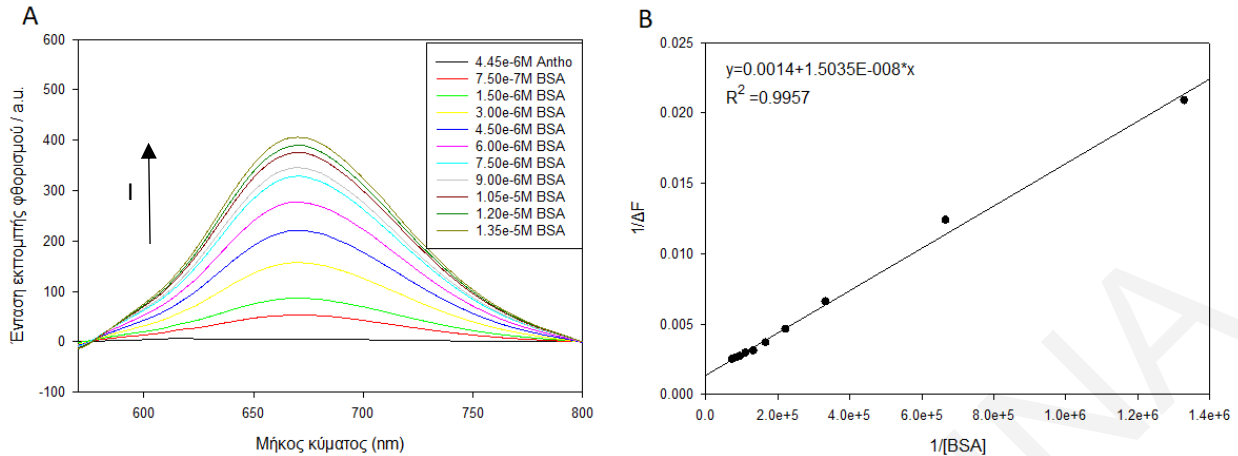 A
600
500
400
300
200
100
0
-100
600
650
700
750
800
Ένταση εκπομπής φθορισμού / a.u.
Μήκος κύματος (nm)
I
4.45e-6M Antho
7.50e-7M BSA
1.50e-6M BSA
3.00e-6M BSA
4.50e-6M BSA
6.00e-6M BSA
7.50e-6M BSA
9.00e-6M BSA
1.05e-5M BSA
1.20e-5M BSA
1.35e-5M BSA
B
y=0.0014+1.5035E-008*x
R² =0.9957
0.025
0.020
0.015
0.010
0.005
0.000
0.0
2.0e+5
4.0e+5
6.0e+5
8.0e+5
1.0e+6
1.2e+6
1.4e+6
1/ΔF
1/[BSA]